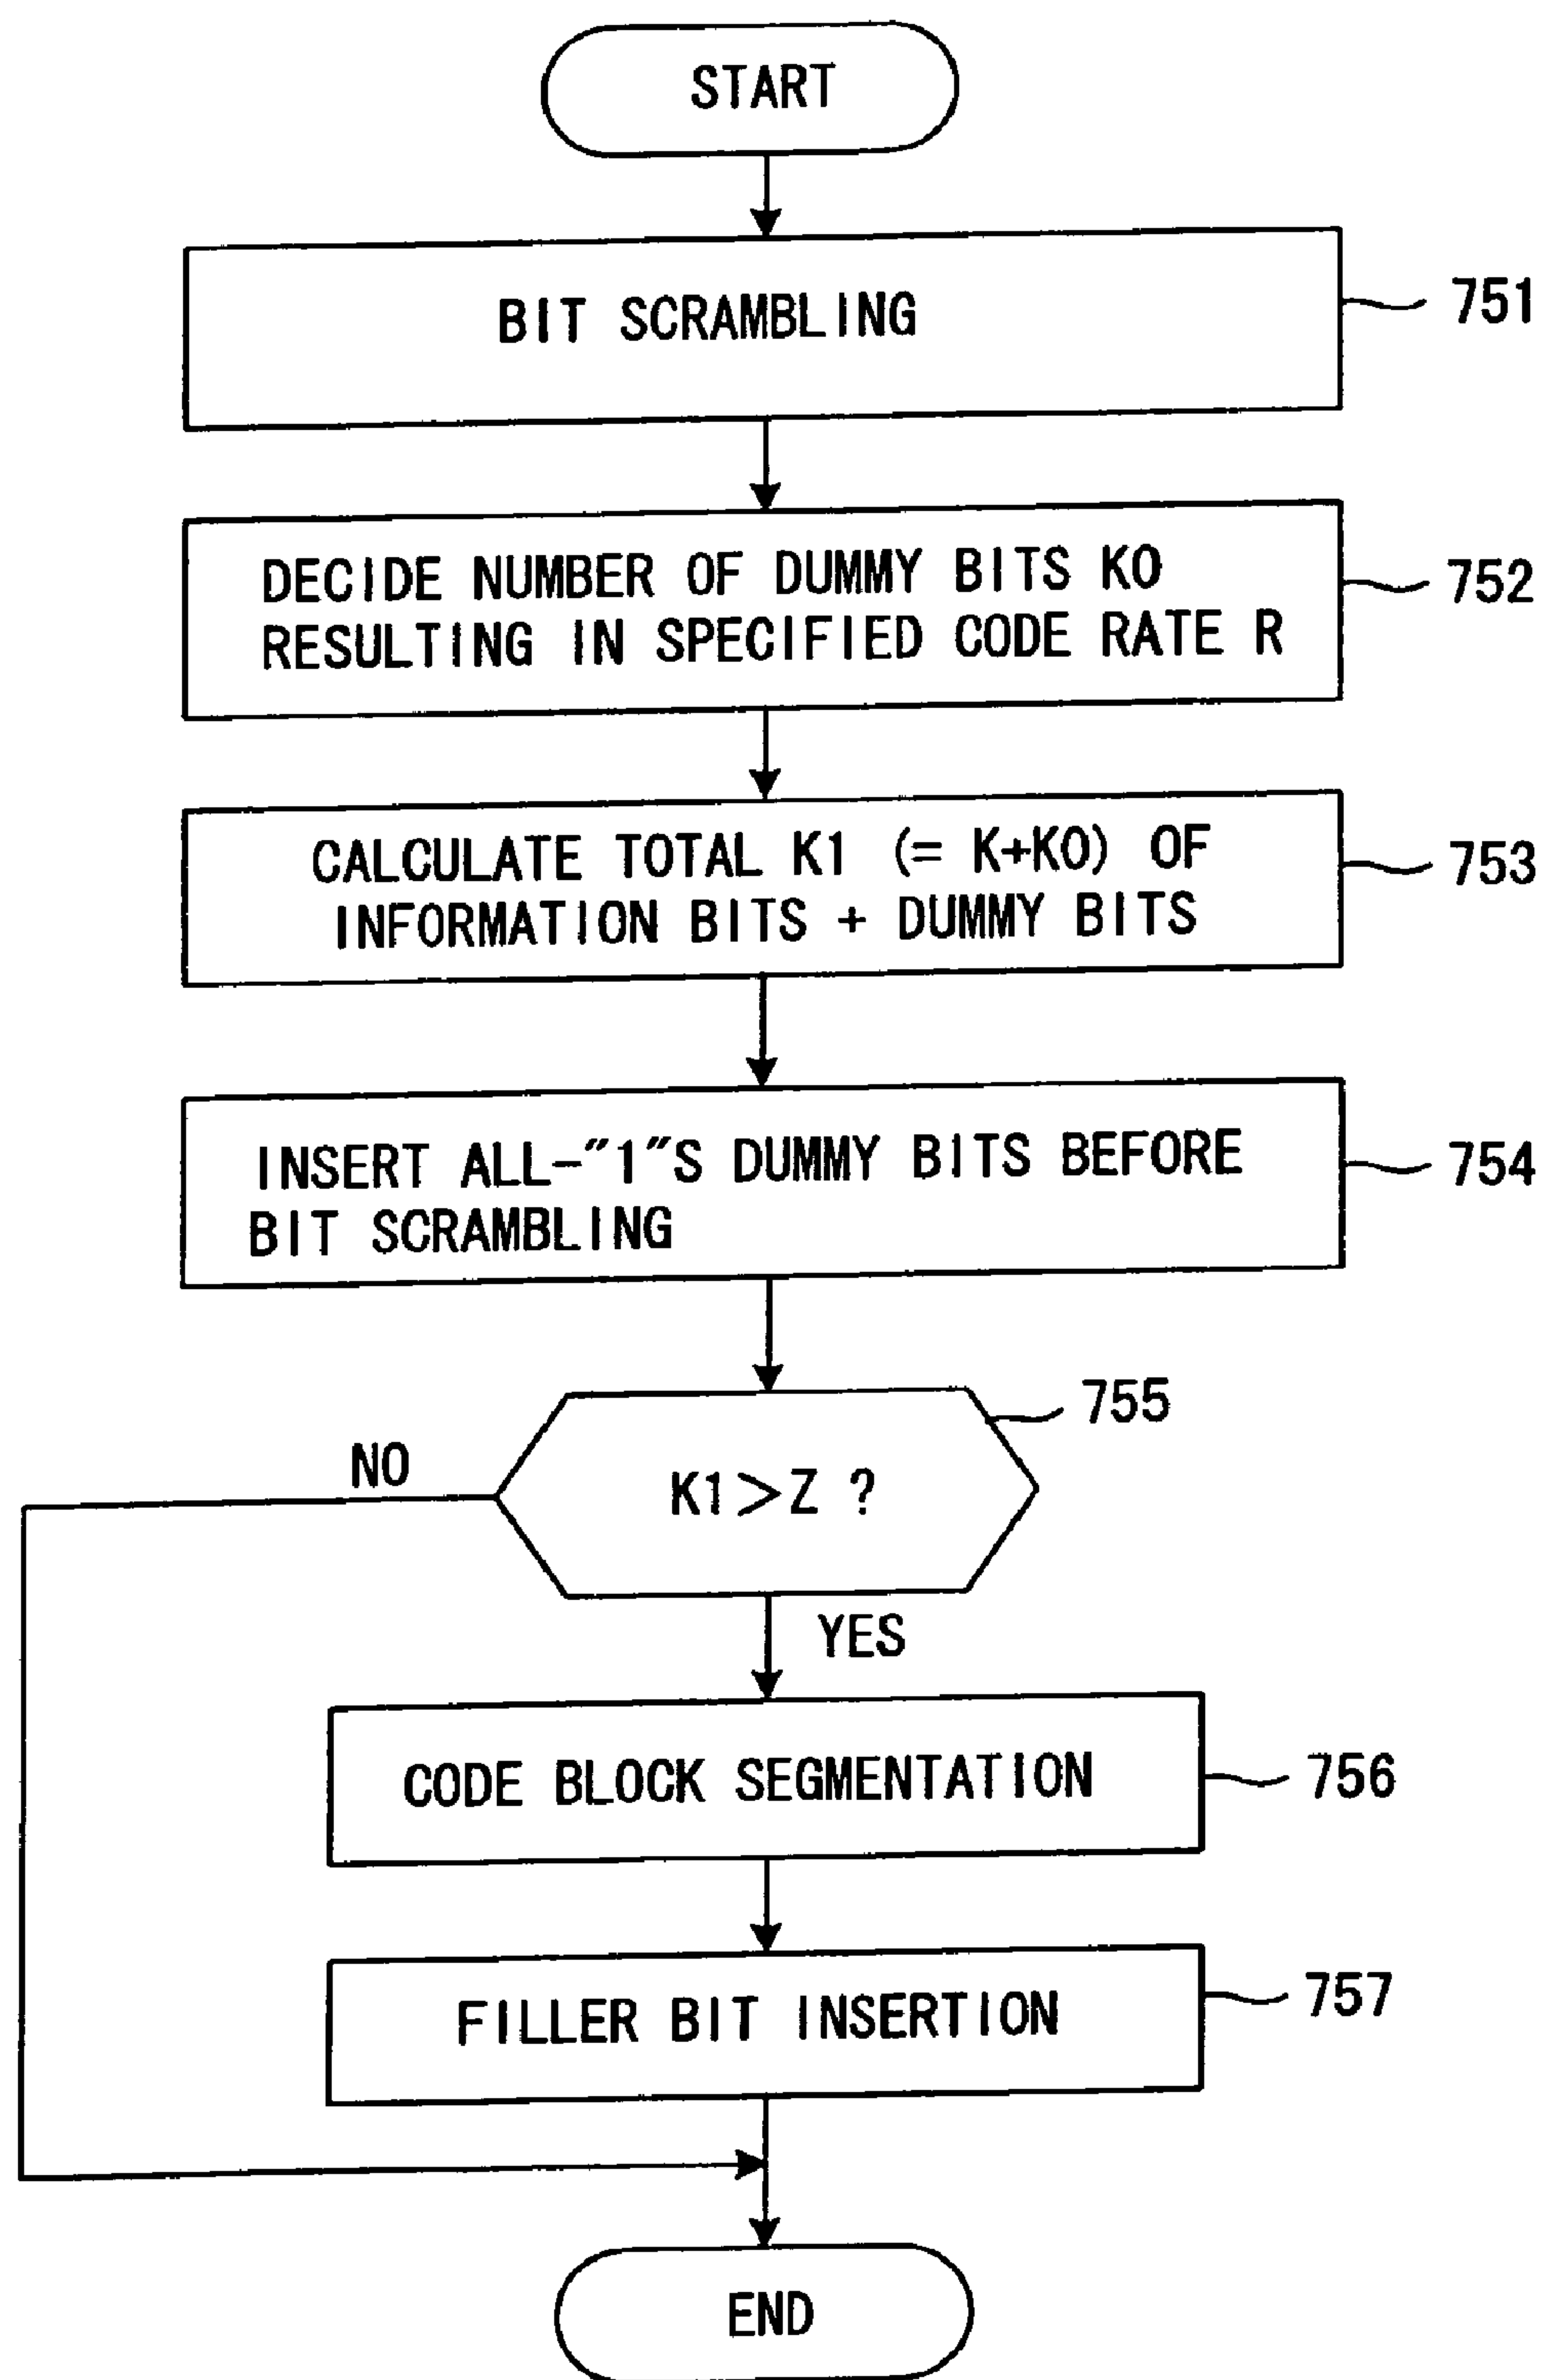 START
BIT SCRAMBLING
751
DECIDE NUMBER OF DUMMY BITS K0
RESULTING IN SPECIFIED CODE RATE R
752
CALCULATE TOTAL K1 (= K+K0) OF
INFORMATION BITS + DUMMY BITS
753
INSERT ALL-"1"S DUMMY BITS BEFORE
BIT SCRAMBLING
754
755
NO
K1>Z ?
YES
CODE BLOCK SEGMENTATION
756
FILLER BIT INSERTION
757
END